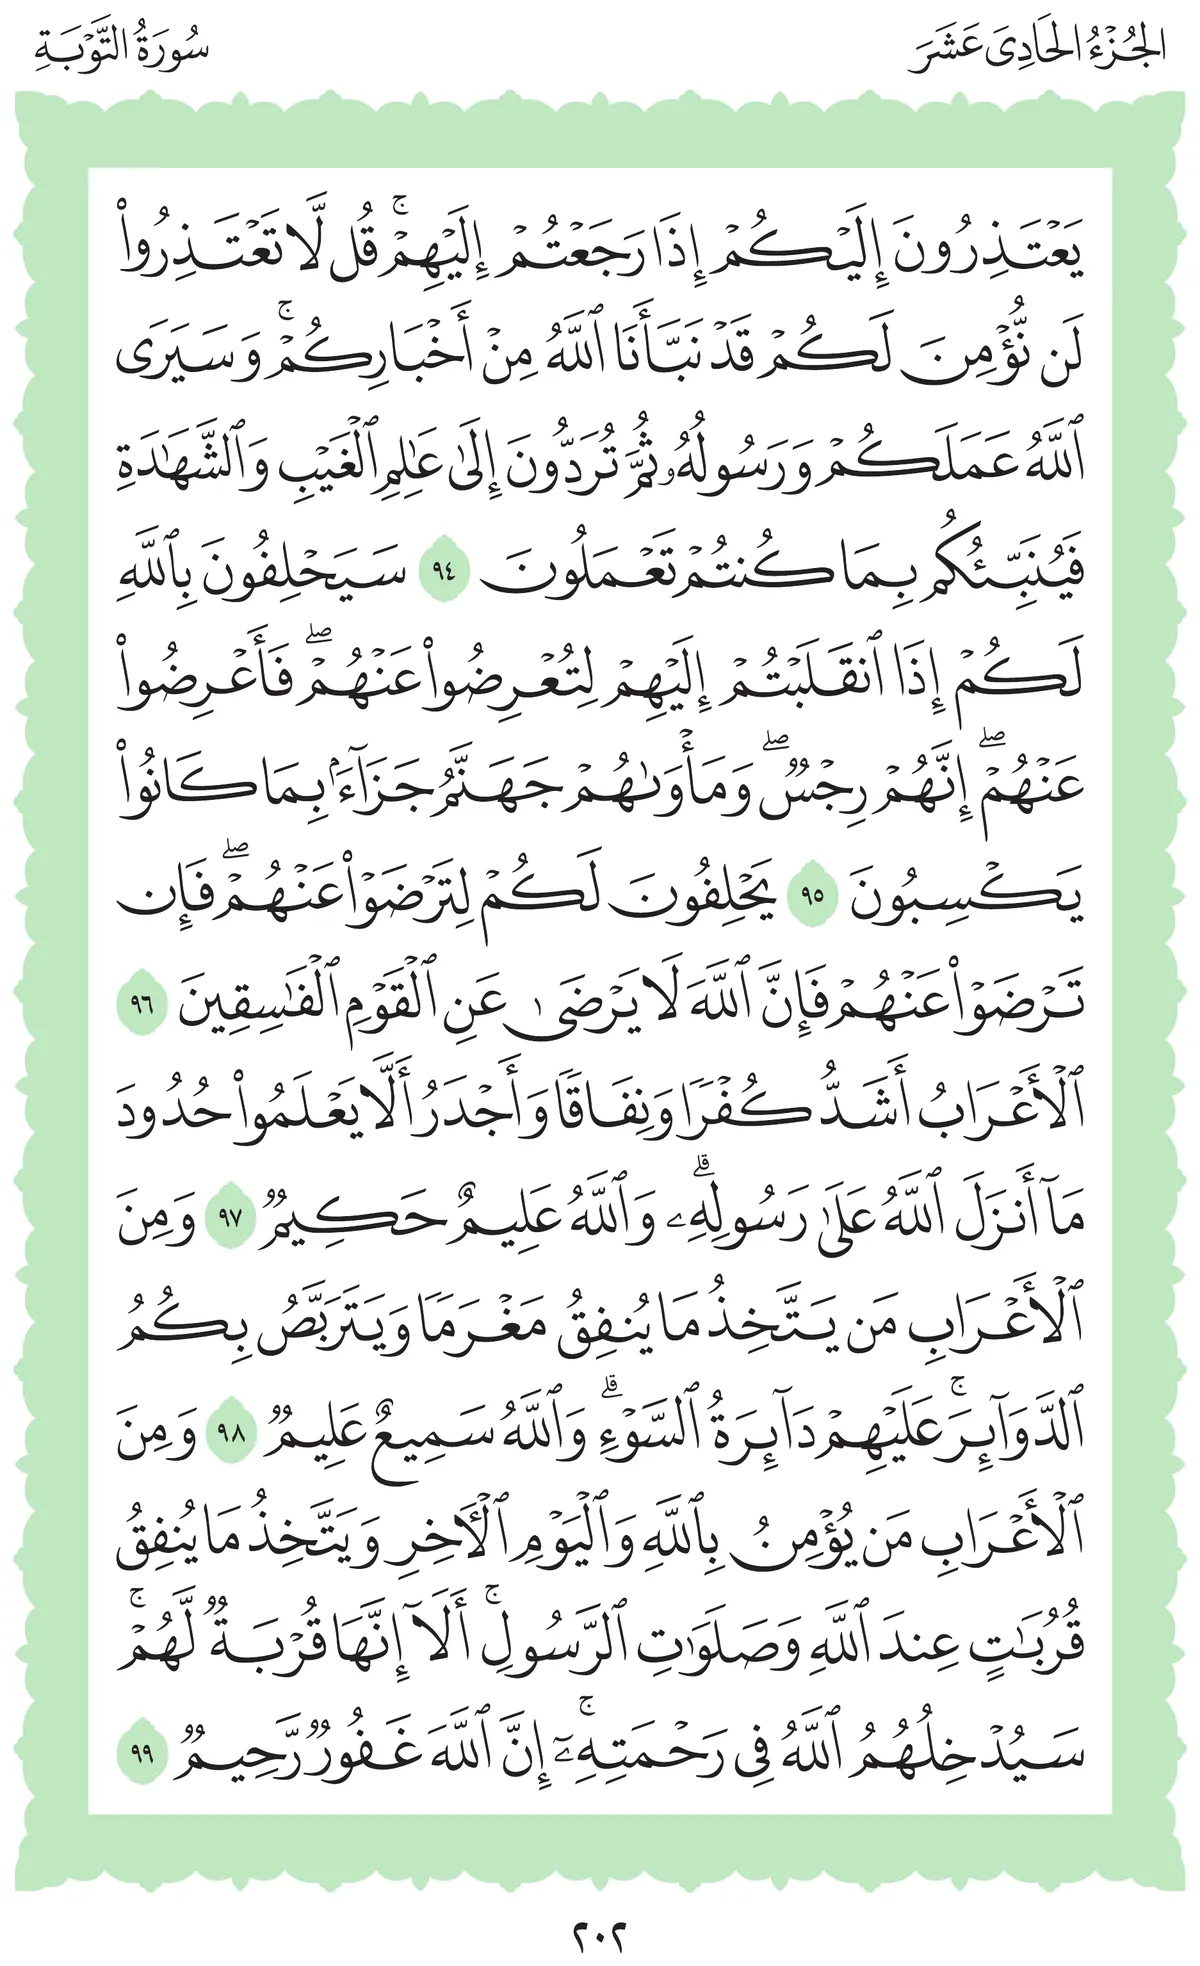 الجُزْءُ الحَادِيَ عَشَرَ
سُورَةُ التَّوْبَةِ
يَعْتَذِرُونَ إِلَيْكُمْ إِذَا رَجَعْتُمْ إِلَيْهِمْۚ قُل لَّا تَعْتَذِرُوا۟
لَن نُّؤْمِنَ لَكُمْ قَدْ نَبَّأَنَا ٱللَّهُ مِنْ أَخْبَارِكُمْۚ وَسَيَرَى
ٱللَّهُ عَمَلَكُمْ وَرَسُولُهُۥ ثُمَّ تُرَدُّونَ إِلَىٰ عَٰلِمِ ٱلْغَيْبِ وَٱلشَّهَٰدَةِ
فَيُنَبِّئُكُم بِمَا كُنتُمْ تَعْمَلُونَ ٩٤ سَيَحْلِفُونَ بِٱللَّهِ
لَكُمْ إِذَا ٱنقَلَبْتُمْ إِلَيْهِمْ لِتُعْرِضُوا۟ عَنْهُمْۖ فَأَعْرِضُوا۟
عَنْهُمْۖ إِنَّهُمْ رِجْسٌۖ وَمَأْوَىٰهُمْ جَهَنَّمُ جَزَآءًۢ بِمَا كَانُوا۟
يَكْسِبُونَ ٩٥ يَحْلِفُونَ لَكُمْ لِتَرْضَوْا۟ عَنْهُمْۖ فَإِن
تَرْضَوْا۟ عَنْهُمْ فَإِنَّ ٱللَّهَ لَا يَرْضَىٰ عَنِ ٱلْقَوْمِ ٱلْفَٰسِقِينَ ٩٦
ٱلْأَعْرَابُ أَشَدُّ كُفْرًا وَنِفَاقًا وَأَجْدَرُ أَلَّا يَعْلَمُوا۟ حُدُودَ
مَآ أَنزَلَ ٱللَّهُ عَلَىٰ رَسُولِهِۦۗ وَٱللَّهُ عَلِيمٌ حَكِيمٌ ٩٧ وَمِنَ
ٱلْأَعْرَابِ مَن يَتَّخِذُ مَا يُنفِقُ مَغْرَمًا وَيَتَرَبَّصُ بِكُمُ
ٱلدَّوَآئِرَۚ عَلَيْهِمْ دَآئِرَةُ ٱلسَّوْءِۗ وَٱللَّهُ سَمِيعٌ عَلِيمٌ ٩٨ وَمِنَ
ٱلْأَعْرَابِ مَن يُؤْمِنُ بِٱللَّهِ وَٱلْيَوْمِ ٱلْءَاخِرِ وَيَتَّخِذُ مَا يُنفِقُ
قُرُبَٰتٍ عِندَ ٱللَّهِ وَصَلَوَٰتِ ٱلرَّسُولِۚ أَلَآ إِنَّهَا قُرْبَةٌ لَّهُمْۚ
سَيُدْخِلُهُمُ ٱللَّهُ فِى رَحْمَتِهِۦٓۚ إِنَّ ٱللَّهَ غَفُورٌ رَّحِيمٌ ٩٩
٢٠٢